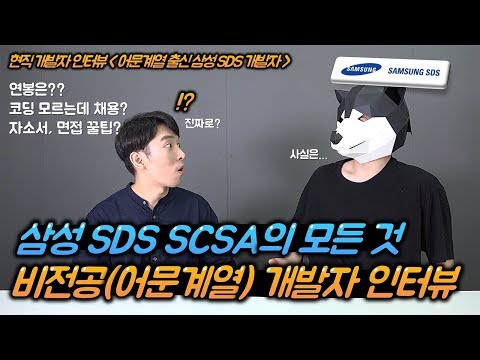 현직 개발자 인터뷰 < 어문계열 출신 삼성 SDS 개발자 >
SAMSUNG SAMSUNG SDS
연봉은??
코딩 모르는데 채용?
자소서, 면접 꿀팁?
!?
진짜로?
사실은...
삼성 SDS SCSA의 모든 것
비전공(어문계열) 개발자 인터뷰